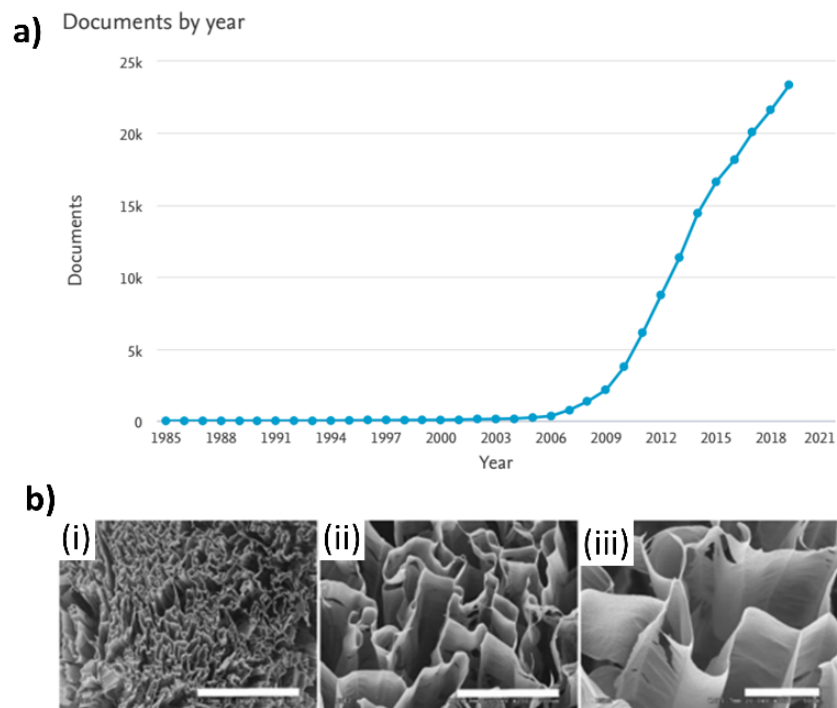 a) Documents by year
25k
20k
15k
10k
5k
0
Documents
1985 1988 1991 1994 1997 2000 2003 2006 2009 2012 2015 2018 2021
Year
b)
(i) (ii) (iii)